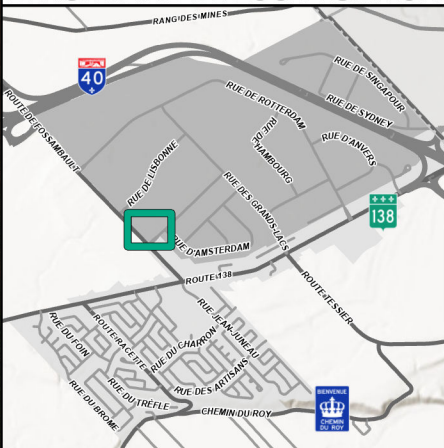 RANG DES MINES
40
RUE DE SINGAPOUR
RUE DE ROTTERDAM
RUE DE SYDNEY
ROUTE DE FOSSAMBAULT
RUE DE
HAMBOURG
RUE D'ANVERS
RUE DE LISBONNE
RUE DES GRANDS-LACS
138
RUE D'AMSTERDAM
ROUTE 138
ROUTE TESSIER
RUE JEAN-JUNEAU
ROUTE RACETTE
RUE DU CHARRON
RUE DU FOIN
RUE DES ARTISANS
RUE DU TRÈFLE
RUE DU BROME
CHEMIN DU ROY
BIENVENUE
CHEMIN
DU ROY